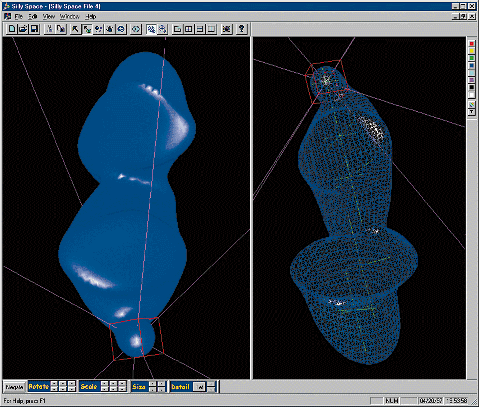 Silly Space - [Silly Space File 4]
File Edit View Window Help
Negate Rotate Scale Size Detail
For Help, press F1 NUM 04/20/97 15:53:58